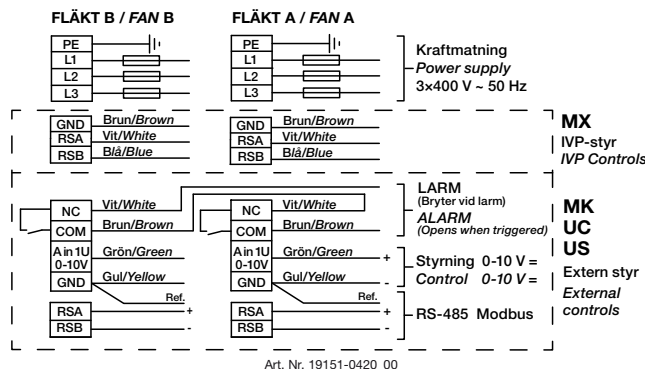 FLÄKT B / FAN B
FLÄKT A / FAN A
PE
L1
L2
L3
PE
L1
L2
L3
Kraftmatning
Power supply
3×400 V ~ 50 Hz
GND Brun/Brown
RSA Vit/White
RSB Blå/Blue
GND Brun/Brown
RSA Vit/White
RSB Blå/Blue
MX
IVP-styr
IVP Controls
NC Vit/White
COM Brun/Brown
A in 1U
0-10V
Grön/Green
GND Gul/Yellow
Ref.
RSA +
RSB -
NC Vit/White
COM Brun/Brown
A in 1U
0-10V
Grön/Green +
GND Gul/Yellow -
Ref.
RSA +
RSB -
LARM
(Bryter vid larm)
ALARM
(Opens when triggered)
Styrning 0-10 V =
Control 0-10 V =
RS-485 Modbus
MK
UC
US
Extern styr
External
controls
Art. Nr. 19151-0420_00